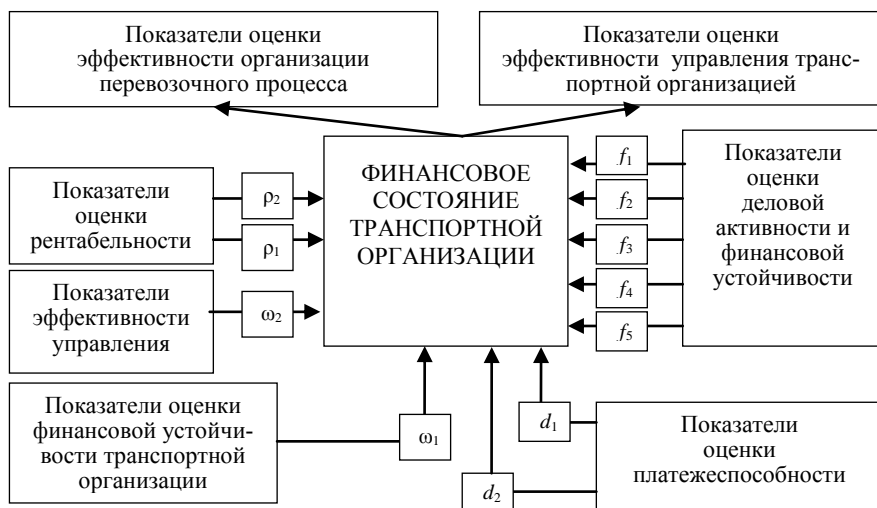 Показатели оценки
эффективности организации
перевозочного процесса
Показатели оценки
эффективности управления транс-
портной организацией
ФИНАНСОВОЕ
СОСТОЯНИЕ
ТРАНСПОРТНОЙ
ОРГАНИЗАЦИИ
Показатели
оценки
рентабельности
ρ₂
ρ₁
Показатели
эффективности
управления
ω₂
Показатели оценки
финансовой устойчи-
вости транспортной
организации
ω₁
f₁
f₂
f₃
f₄
f₅
Показатели
оценки
деловой
активности и
финансовой
устойчивости
d₁
d₂
Показатели
оценки
платежеспособности